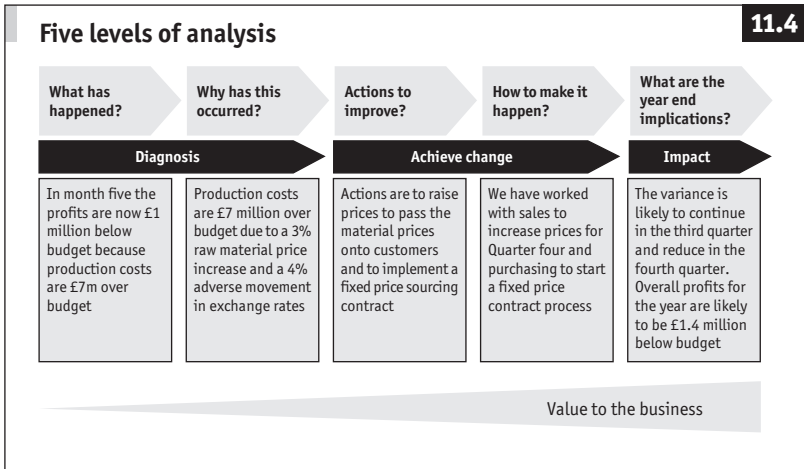 Five levels of analysis
11.4
What has
happened?
Why has this
occurred?
Actions to
improve?
How to make it
happen?
What are the
year end
implications?
Diagnosis
Achieve change
Impact
In month five the
profits are now £1
million below
budget because
production costs
are £7m over
budget
Production costs
are £7 million over
budget due to a 3%
raw material price
increase and a 4%
adverse movement
in exchange rates
Actions are to raise
prices to pass the
material prices
onto customers
and to implement a
fixed price sourcing
contract
We have worked
with sales to
increase prices for
Quarter four and
purchasing to start
a fixed price
contract process
The variance is
likely to continue
in the third quarter
and reduce in the
fourth quarter.
Overall profits for
the year are likely
to be £1.4 million
below budget
Value to the business